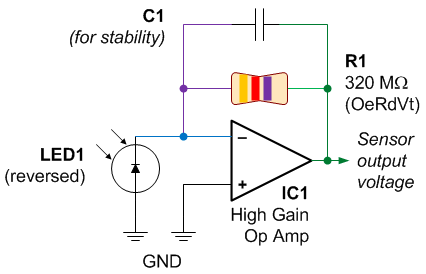 C1
(for stability)
R1
320 MΩ
(OeRdVt)
LED1
(reversed)
−
+
IC1
High Gain
Op Amp
Sensor
output
voltage
GND